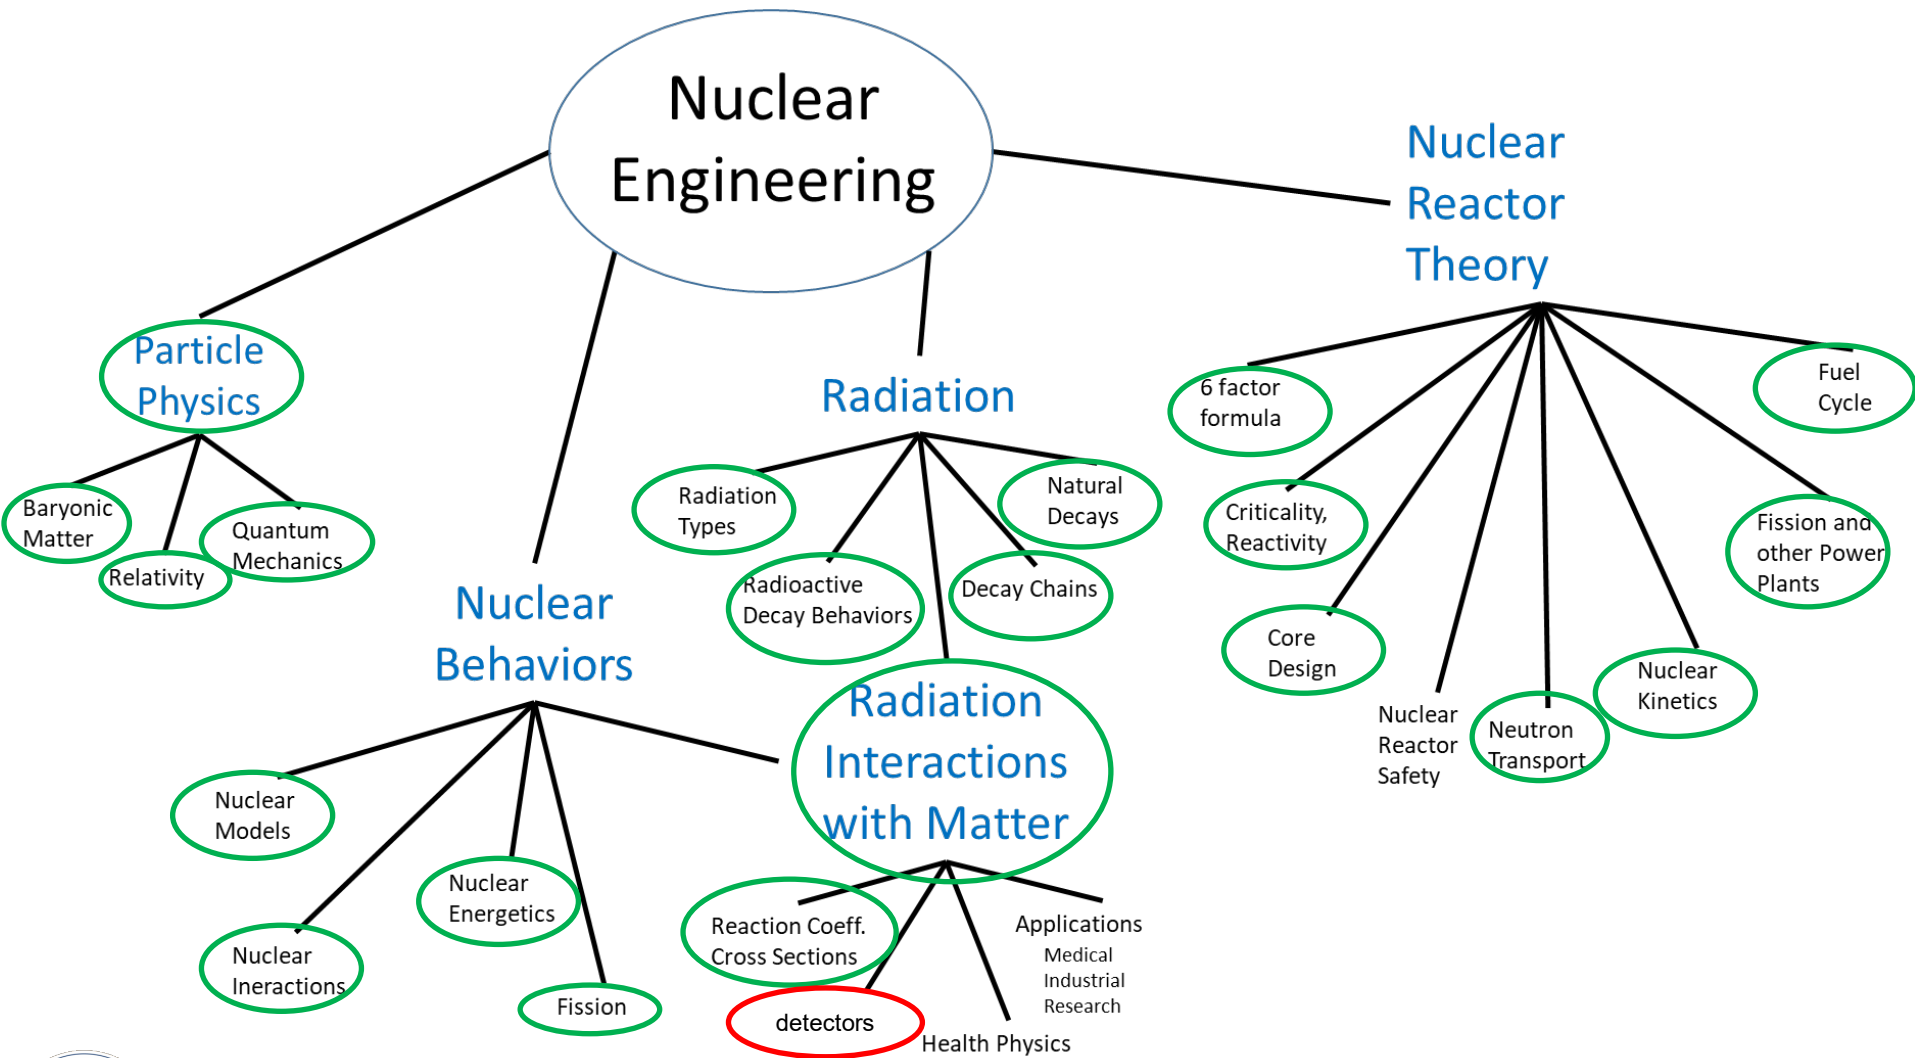 Nuclear
Engineering
Nuclear
Reactor
Theory
Particle
Physics
Baryonic
Matter
Relativity
Quantum
Mechanics
Radiation
Radiation
Types
Radioactive
Decay Behaviors
Decay Chains
Natural
Decays
6 factor
formula
Criticality,
Reactivity
Core
Design
Nuclear
Reactor
Safety
Neutron
Transport
Nuclear
Kinetics
Fission and
other Power
Plants
Fuel
Cycle
Nuclear
Behaviors
Nuclear
Models
Nuclear
Ineractions
Nuclear
Energetics
Fission
Radiation
Interactions
with Matter
Reaction Coeff.
Cross Sections
detectors
Health Physics
Applications
Medical
Industrial
Research